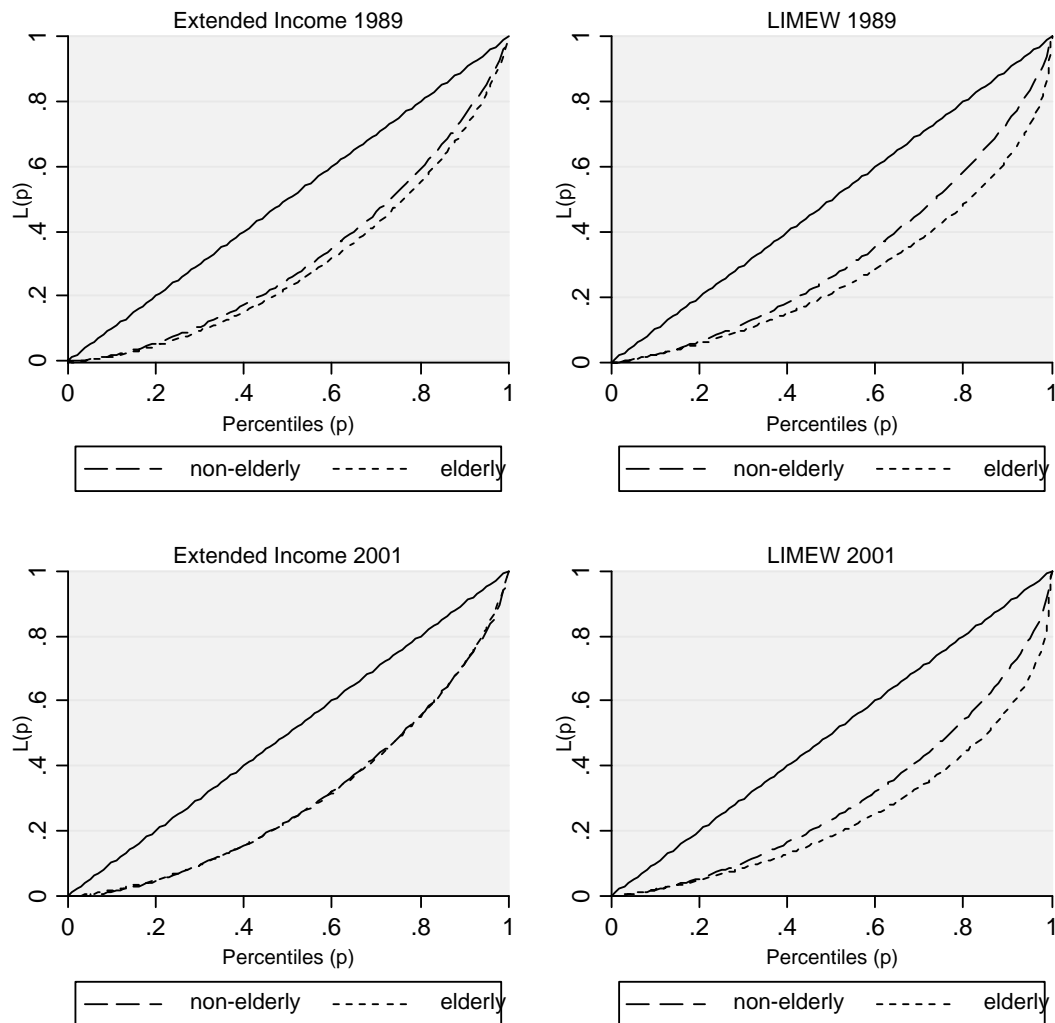 Extended Income 1989
1
.8
.6
.4
.2
0
L(p)
0 .2 .4 .6 .8 1
Percentiles (p)
non-elderly elderly
LIMEW 1989
1
.8
.6
.4
.2
0
L(p)
0 .2 .4 .6 .8 1
Percentiles (p)
non-elderly elderly
Extended Income 2001
1
.8
.6
.4
.2
0
L(p)
0 .2 .4 .6 .8 1
Percentiles (p)
non-elderly elderly
LIMEW 2001
1
.8
.6
.4
.2
0
L(p)
0 .2 .4 .6 .8 1
Percentiles (p)
non-elderly elderly